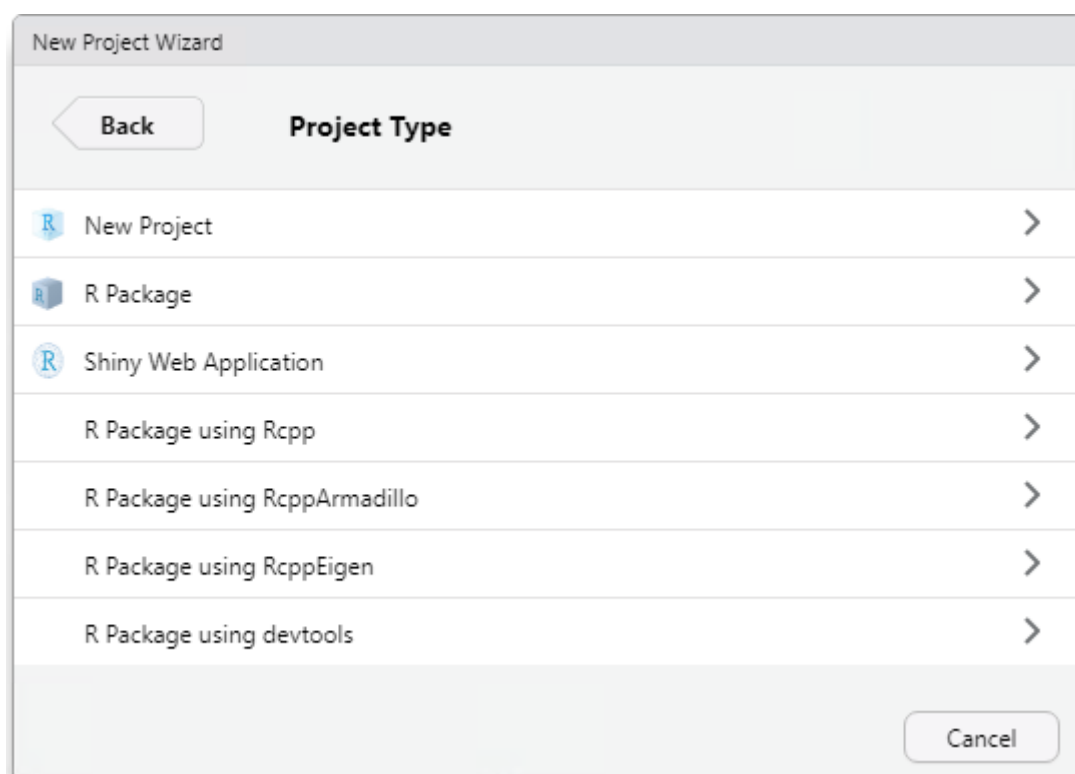 New Project Wizard
Back
Project Type
R New Project
R R Package
R Shiny Web Application
R Package using Rcpp
R Package using RcppArmadillo
R Package using RcppEigen
R Package using devtools
Cancel